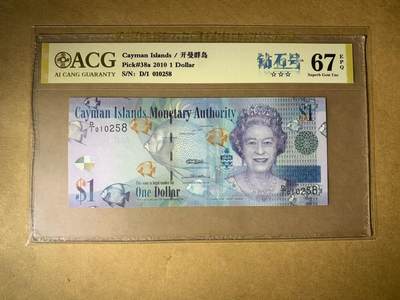 ACG
AI CANG GUARANTY
Cayman Islands / 开曼群岛
Pick#38a 2010 1 Dollar
S/N: D/1 010258
钻石号
☆☆☆
67 EPQ
Superb Gem Unc
Cayman Islands Monetary Authority
D/1 010258
$1
$1
One Dollar
D/1 010258